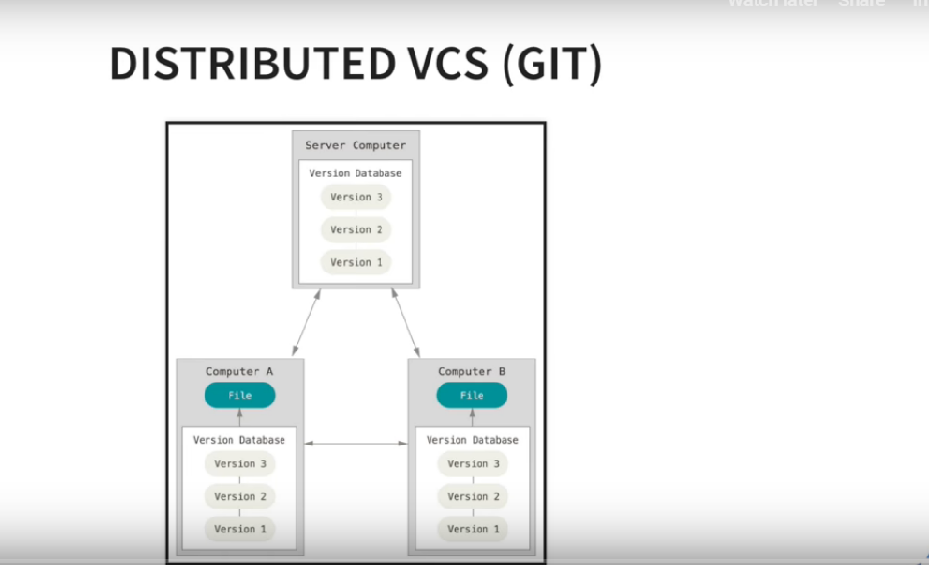 Watch later Share
DISTRIBUTED VCS (GIT)
Server Computer
Version Database
Version 3
Version 2
Version 1
Computer A
File
Version Database
Version 3
Version 2
Version 1
Computer B
File
Version Database
Version 3
Version 2
Version 1